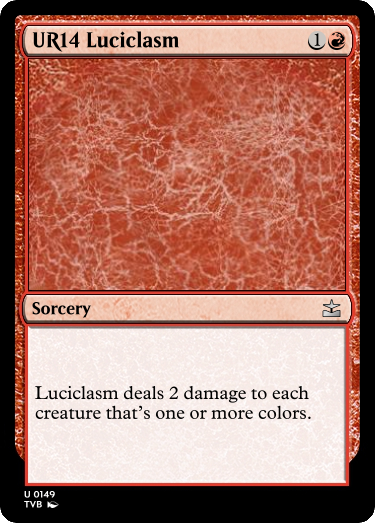 UR14 Luciclasm 1
Sorcery
Luciclasm deals 2 damage to each
creature that's one or more colors.
U 0149
TVB